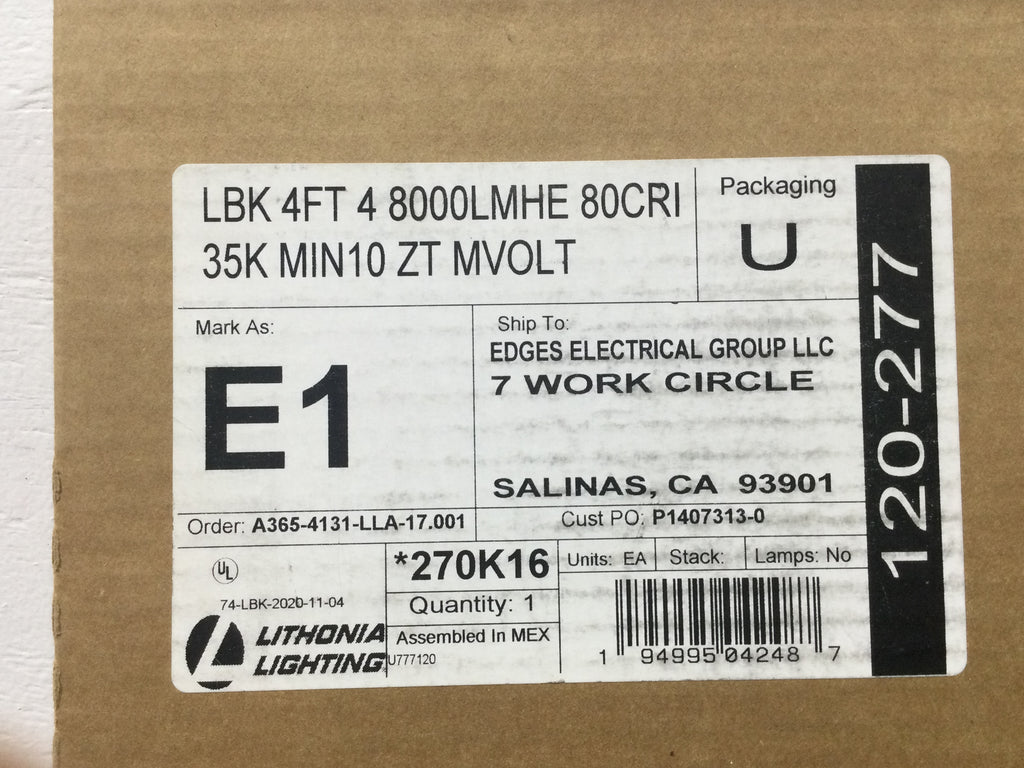 LBK 4FT 4 8000LMHE 80CRI
35K MIN10 ZT MVOLT
Packaging
U
120-277
Mark As:
E1
Ship To:
EDGES ELECTRICAL GROUP LLC
7 WORK CIRCLE
SALINAS, CA 93901
Order: A365-4131-LLA-17.001
Cust PO: P1407313-0
UL
74-LBK-2020-11-04
LITHONIA
LIGHTING
*270K16
Quantity: 1
Assembled In MEX
U777120
Units: EA
Stack:
Lamps: No
1 94995 04248 7